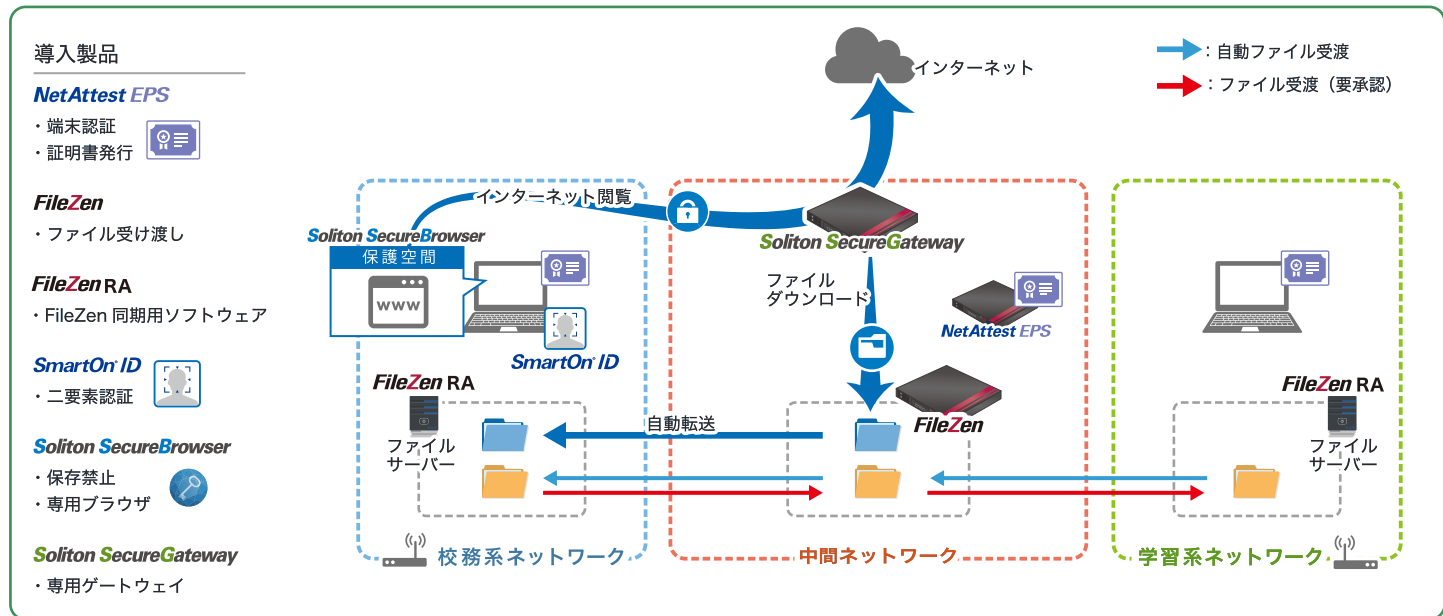 導入製品
NetAttest EPS
・端末認証
・証明書発行
FileZen
・ファイル受け渡し
FileZen RA
・FileZen 同期用ソフトウェア
SmartOn ID
・二要素認証
Soliton SecureBrowser
・保存禁止
・専用ブラウザ
Soliton SecureGateway
・専用ゲートウェイ
インターネット
：自動ファイル受渡
：ファイル受渡（要承認）
インターネット閲覧
Soliton SecureBrowser
保護空間
www
SmartOn ID
FileZen RA
ファイル
サーバー
自動転送
校務系ネットワーク
Soliton SecureGateway
ファイル
ダウンロード
NetAttest EPS
FileZen
中間ネットワーク
FileZen RA
ファイル
サーバー
学習系ネットワーク